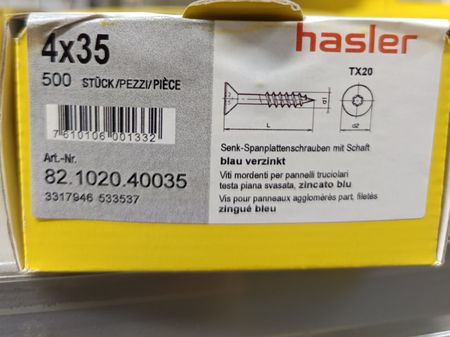 4x35
hasler
500 STÜCK/PEZZI/PIÈCE
TX20
7 610106 001332
L
d1
d2
Art.-Nr.
82.1020.40035
3317946 533537
Senk-Spanplattenschrauben mit Schaft
blau verzinkt
Viti mordenti per pannelli truciolari
testa piana svasata, zincato blu
Vis pour panneaux agglomérés part. filetés
zingué bleu